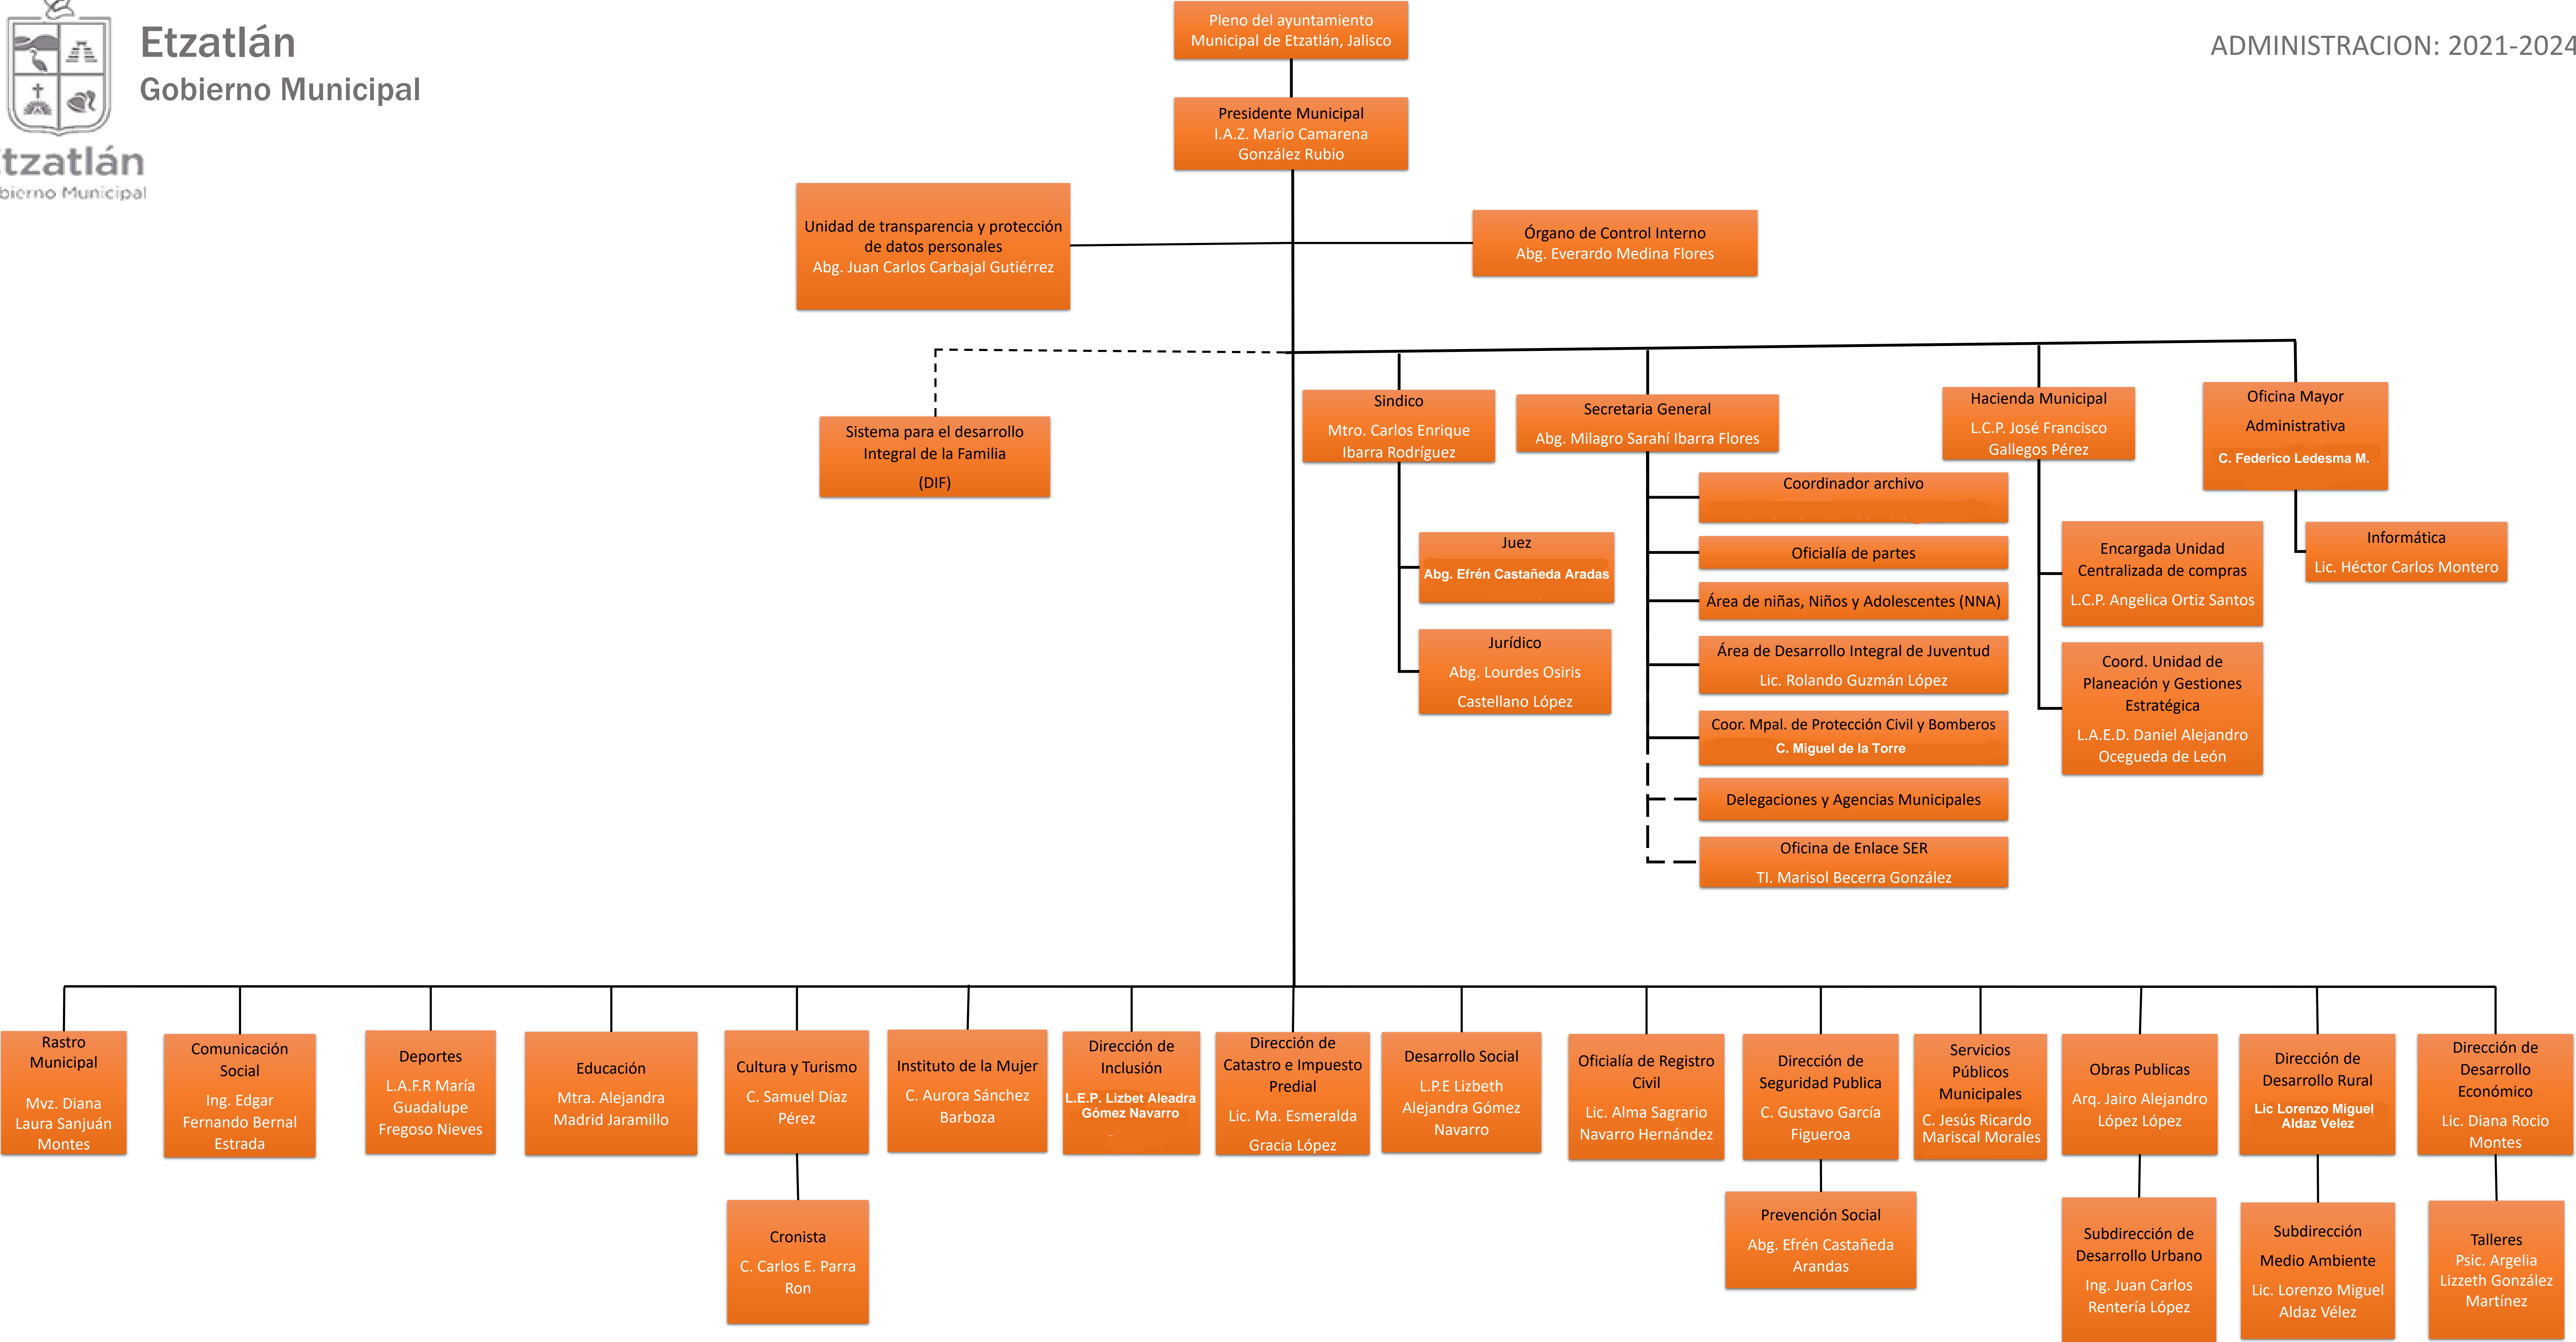 Etzatlán
Gobierno Municipal
tzatlán
bierno Municipal
ADMINISTRACION: 2021-2024
Pleno del ayuntamiento
Municipal de Etzatlán, Jalisco
Presidente Municipal
I.A.Z. Mario Camarena
González Rubio
Unidad de transparencia y protección
de datos personales
Abg. Juan Carlos Carbajal Gutiérrez
Órgano de Control Interno
Abg. Everardo Medina Flores
Sistema para el desarrollo
Integral de la Familia
(DIF)
Sindico
Mtro. Carlos Enrique
Ibarra Rodríguez
Juez
Abg. Efrén Castañeda Aradas
Jurídico
Abg. Lourdes Osiris
Castellano López
Secretaria General
Abg. Milagro Sarahí Ibarra Flores
Coordinador archivo
Oficialía de partes
Área de niñas, Niños y Adolescentes (NNA)
Área de Desarrollo Integral de Juventud
Lic. Rolando Guzmán López
Coor. Mpal. de Protección Civil y Bomberos
C. Miguel de la Torre
Delegaciones y Agencias Municipales
Oficina de Enlace SER
TI. Marisol Becerra González
Hacienda Municipal
L.C.P. José Francisco
Gallegos Pérez
Encargada Unidad
Centralizada de compras
L.C.P. Angelica Ortiz Santos
Coord. Unidad de
Planeación y Gestiones
Estratégica
L.A.E.D. Daniel Alejandro
Ocegueda de León
Oficina Mayor
Administrativa
C. Federico Ledesma M.
Informática
Lic. Héctor Carlos Montero
Rastro
Municipal
Mvz. Diana
Laura Sanjuán
Montes
Comunicación
Social
Ing. Edgar
Fernando Bernal
Estrada
Deportes
L.A.F.R María
Guadalupe
Fregoso Nieves
Educación
Mtra. Alejandra
Madrid Jaramillo
Cultura y Turismo
C. Samuel Díaz
Pérez
Cronista
C. Carlos E. Parra
Ron
Instituto de la Mujer
C. Aurora Sánchez
Barboza
Dirección de
Inclusión
L.E.P. Lizbet Aleadra
Gómez Navarro
Dirección de
Catastro e Impuesto
Predial
Lic. Ma. Esmeralda
Gracia López
Desarrollo Social
L.P.E Lizbeth
Alejandra Gómez
Navarro
Oficialía de Registro
Civil
Lic. Alma Sagrario
Navarro Hernández
Dirección de
Seguridad Publica
C. Gustavo García
Figueroa
Prevención Social
Abg. Efrén Castañeda
Arandas
Servicios
Públicos
Municipales
C. Jesús Ricardo
Mariscal Morales
Obras Publicas
Arq. Jairo Alejandro
López López
Subdirección de
Desarrollo Urbano
Ing. Juan Carlos
Rentería López
Dirección de
Desarrollo Rural
Lic Lorenzo Miguel
Aldaz Velez
Subdirección
Medio Ambiente
Lic. Lorenzo Miguel
Aldaz Vélez
Dirección de
Desarrollo
Económico
Lic. Diana Rocio
Montes
Talleres
Psic. Argelia
Lizzeth González
Martínez